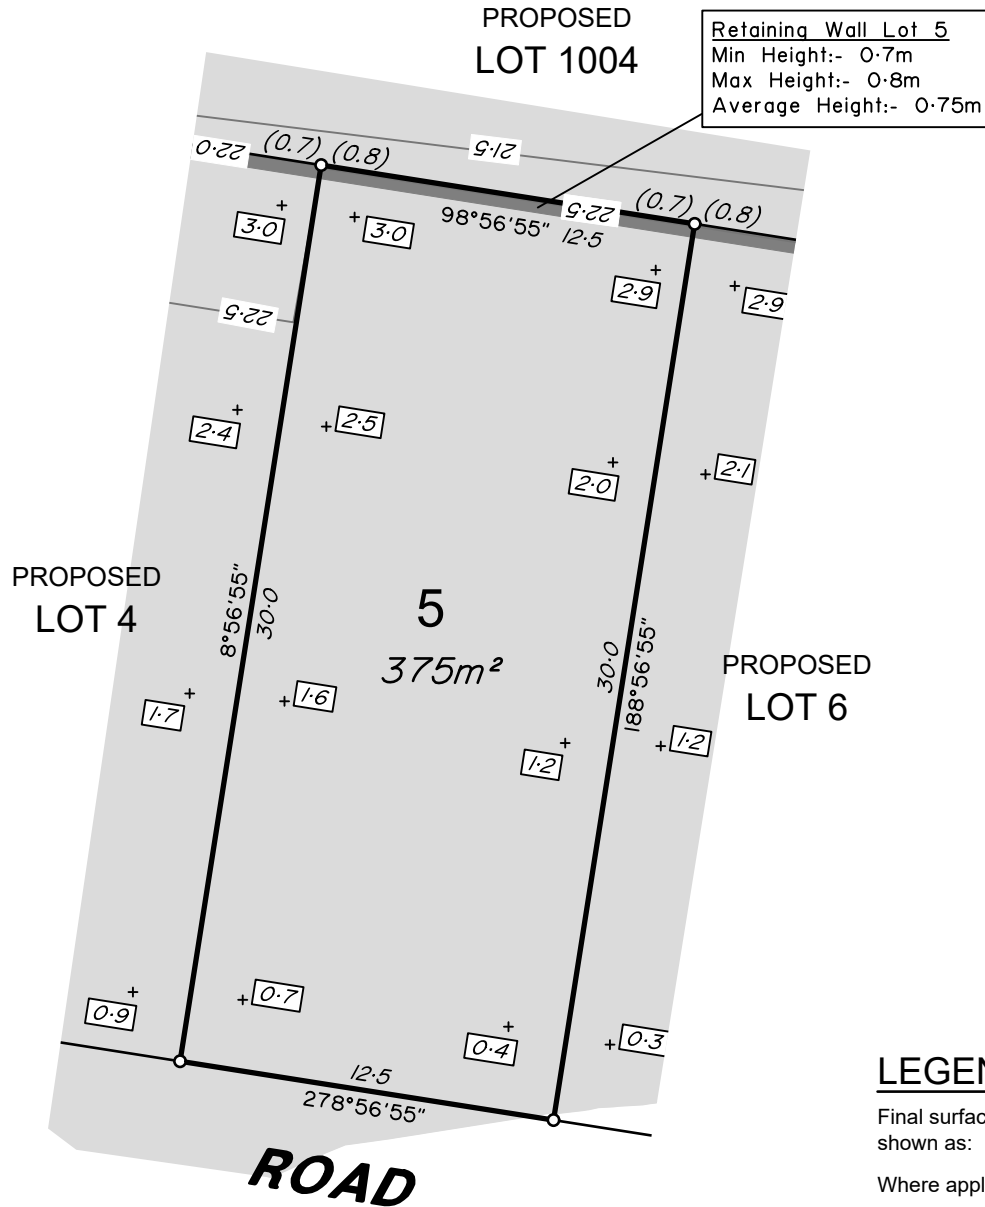 PROPOSED
LOT 1004
Retaining Wall Lot 5
Min Height:- 0·7m
Max Height:- 0·8m
Average Height:- 0·75m
21·5
22·0
(0.7) (0.8)
22·5
(0.7) (0.8)
98°56'55" 12·5
3·0
3·0
2·9
2·9
22·5
2·4
2·5
2·0
2·1
PROPOSED
LOT 4
8°56'55"
30·0
5
375m²
30·0
188°56'55"
PROPOSED
LOT 6
1·7
1·6
1·2
1·2
0·9
0·7
0·4
0·3
12·5
278°56'55"
ROAD
shown as: